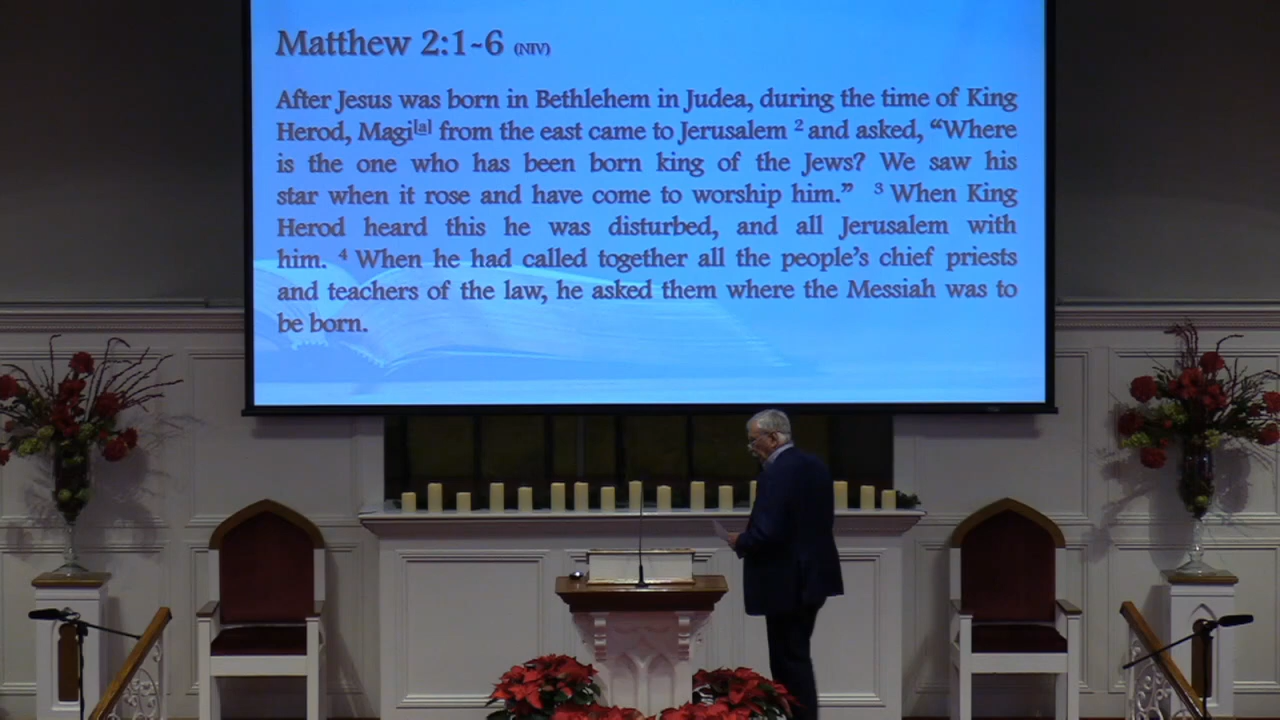 Matthew 2:1-6 (NIV)
After Jesus was born in Bethlehem in Judea, during the time of King
Herod, Magi[a] from the east came to Jerusalem 2 and asked, “Where
is the one who has been born king of the Jews? We saw his
star when it rose and have come to worship him.” 3 When King
Herod heard this he was disturbed, and all Jerusalem with
him. 4 When he had called together all the people’s chief priests
and teachers of the law, he asked them where the Messiah was to
be born.